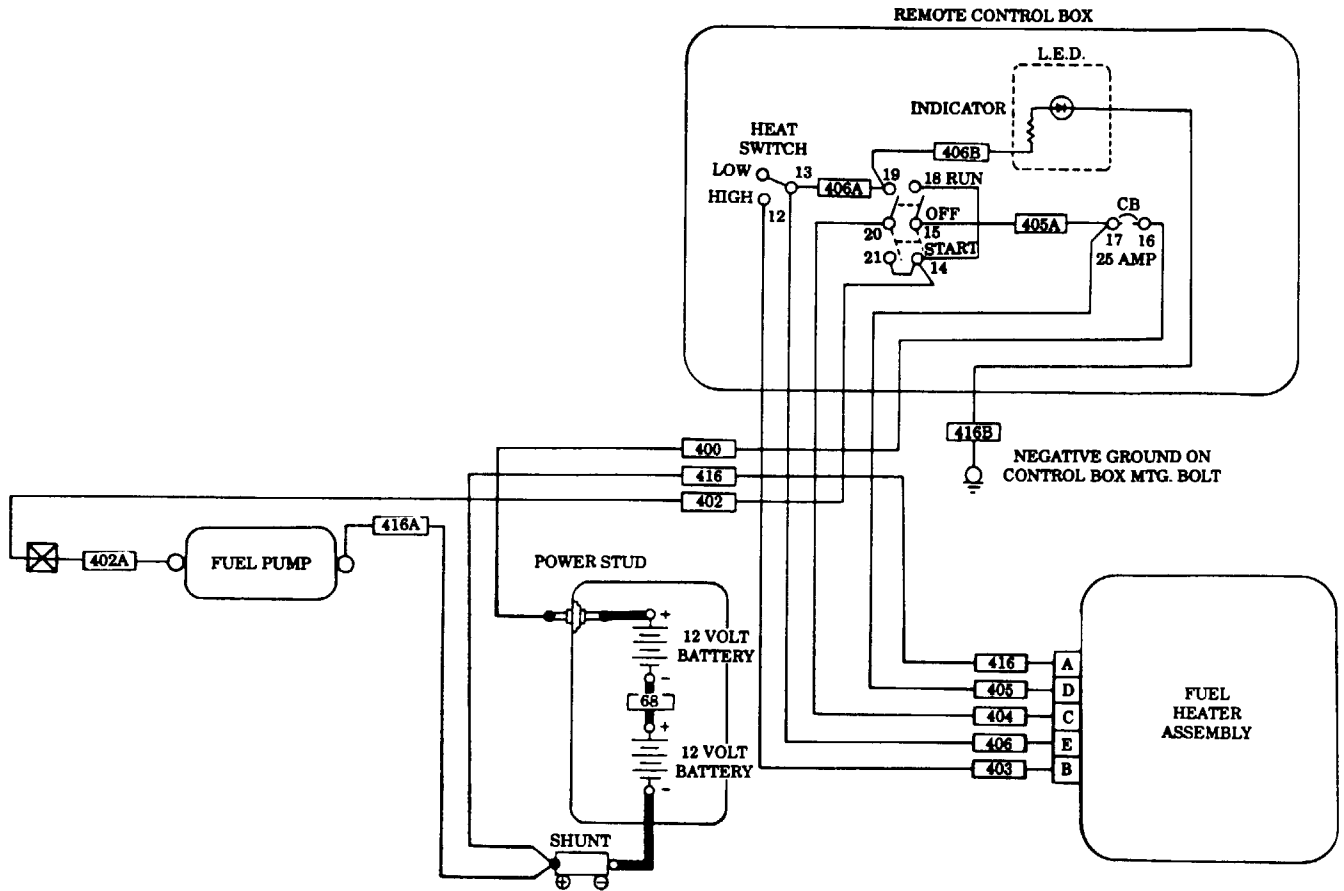 REMOTE CONTROL BOX
L.E.D.
INDICATOR
HEAT
SWITCH
406B
LOW
13
406A
19
18 RUN
HIGH
12
OFF
CB
20
15
405A
17
16
START
21
14
25 AMP
416B
400
NEGATIVE GROUND ON
CONTROL BOX MTG. BOLT
416
402
416A
402A
FUEL PUMP
POWER STUD
+
12 VOLT
BATTERY
-
68
+
12 VOLT
BATTERY
-
SHUNT
+
-
416
A
405
D
404
C
406
E
403
B
FUEL
HEATER
ASSEMBLY